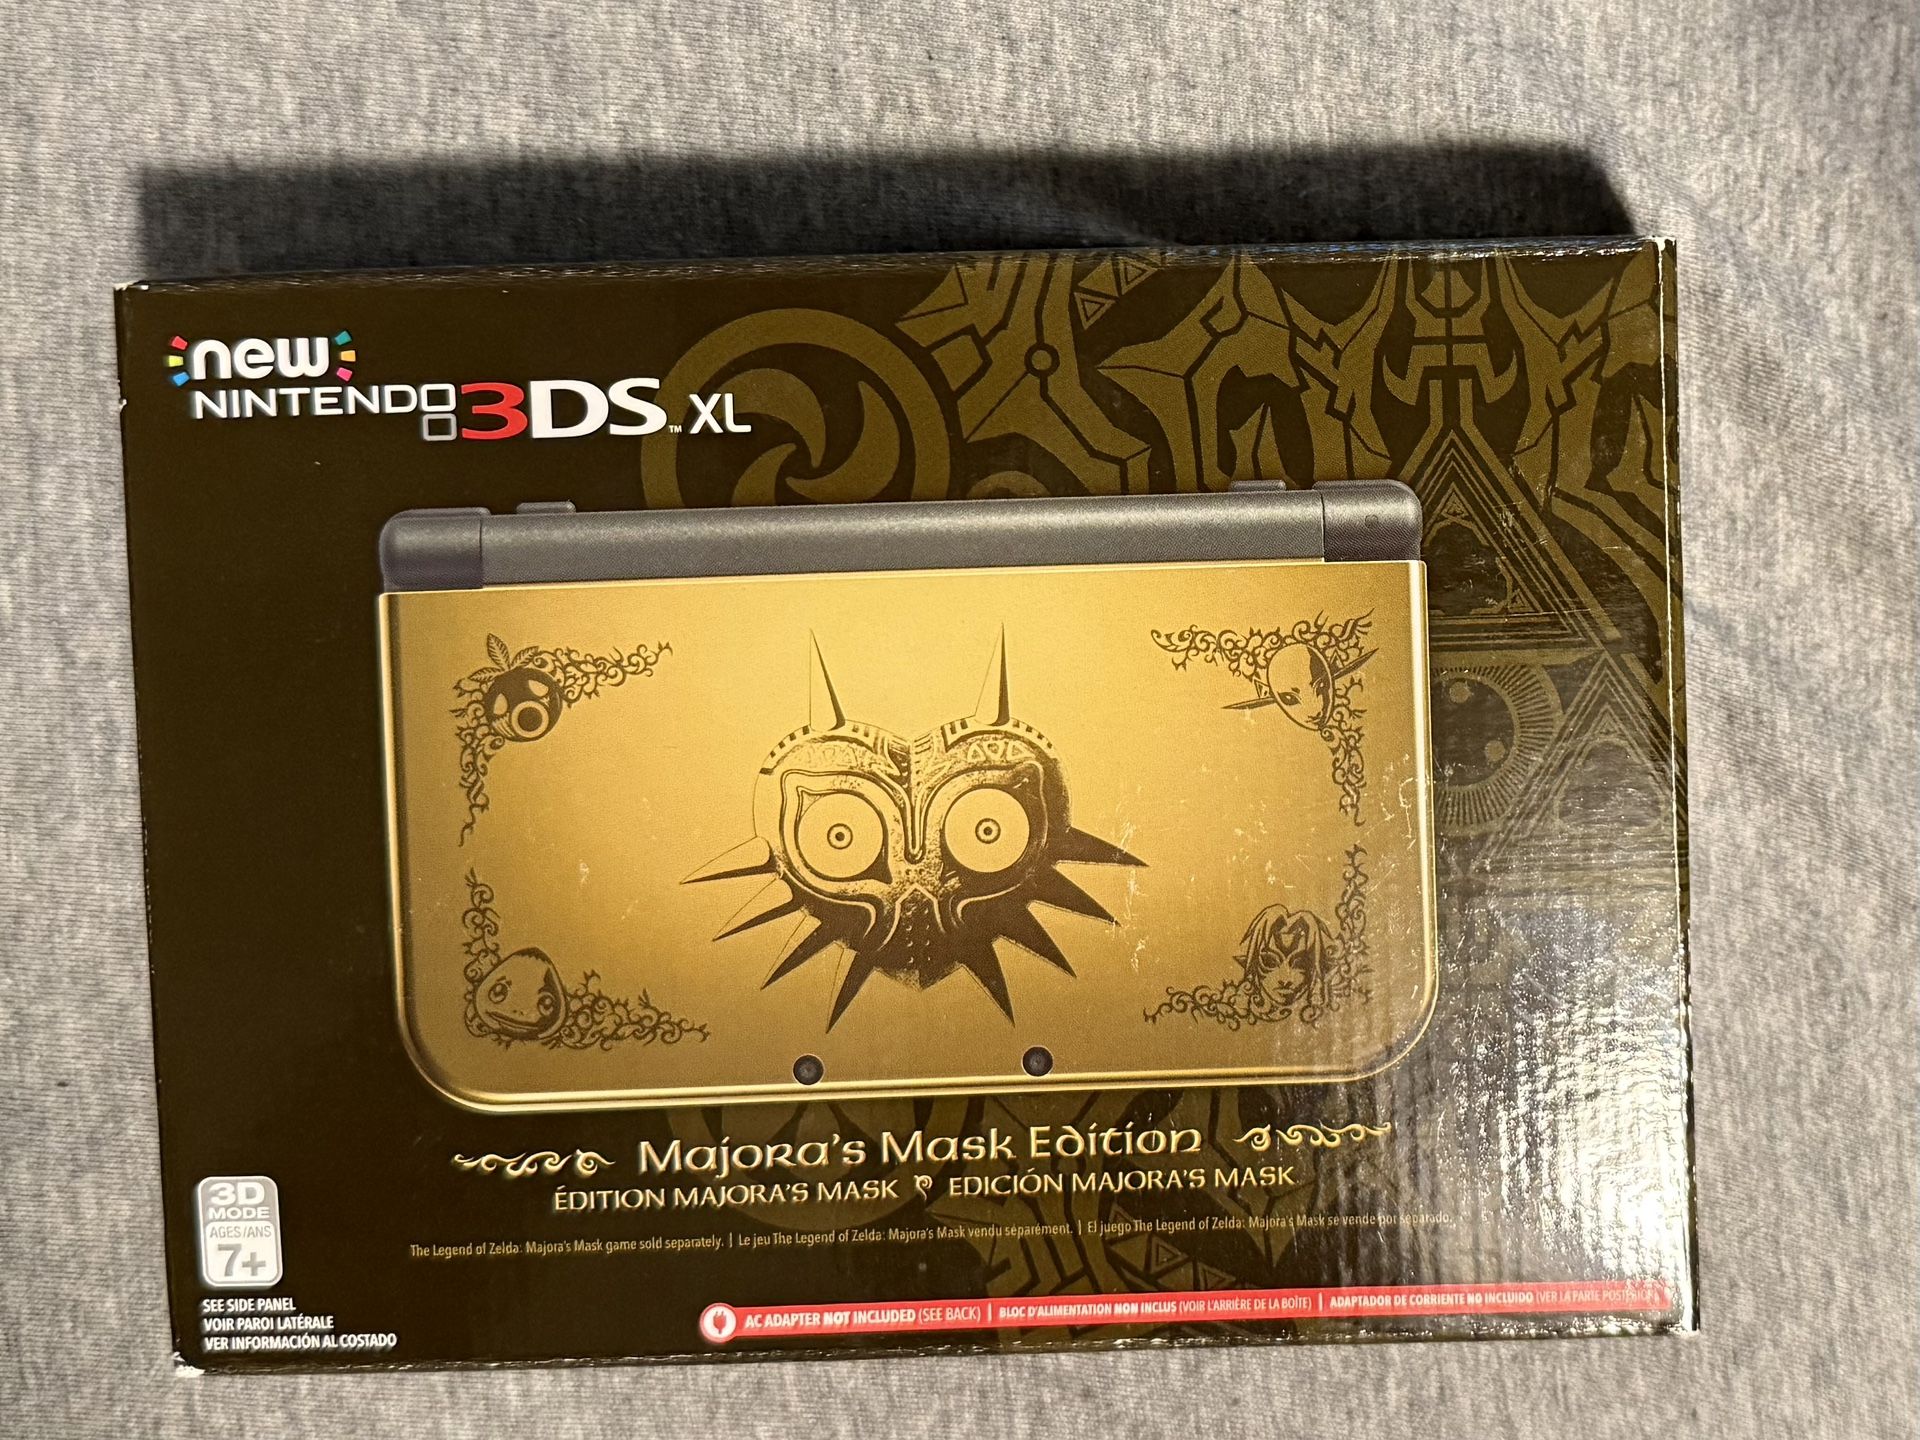 new
NINTENDO 3DS™ XL
Majora's Mask Edition
ÉDITION MAJORA'S MASK EDICIÓN MAJORA'S MASK
The Legend of Zelda: Majora's Mask game sold separately. | Le jeu The Legend of Zelda: Majora's Mask vendu séparément. | El juego The Legend of Zelda: Majora's Mask se vende por separado.
3D
MODE
AGES/ANS
7+
SEE SIDE PANEL
VOIR PAROI LATÉRALE
VER INFORMACIÓN AL COSTADO
AC ADAPTER NOT INCLUDED (SEE BACK) | BLOC D'ALIMENTATION NON INCLUS (VOIR L'ARRIÈRE DE LA BOÎTE) | ADAPTADOR DE CORRIENTE NO INCLUIDO (VER LA PARTE POSTERIOR)